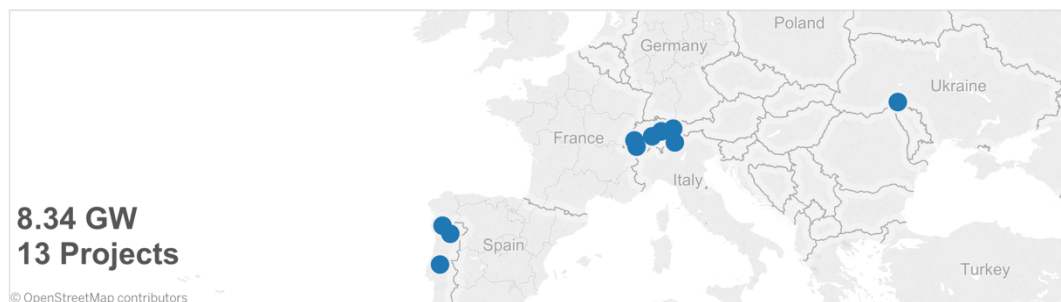 Poland
Germany
Ukraine
France
Italy
8.34 GW
13 Projects
Spain
Turkey
© OpenStreetMap contributors